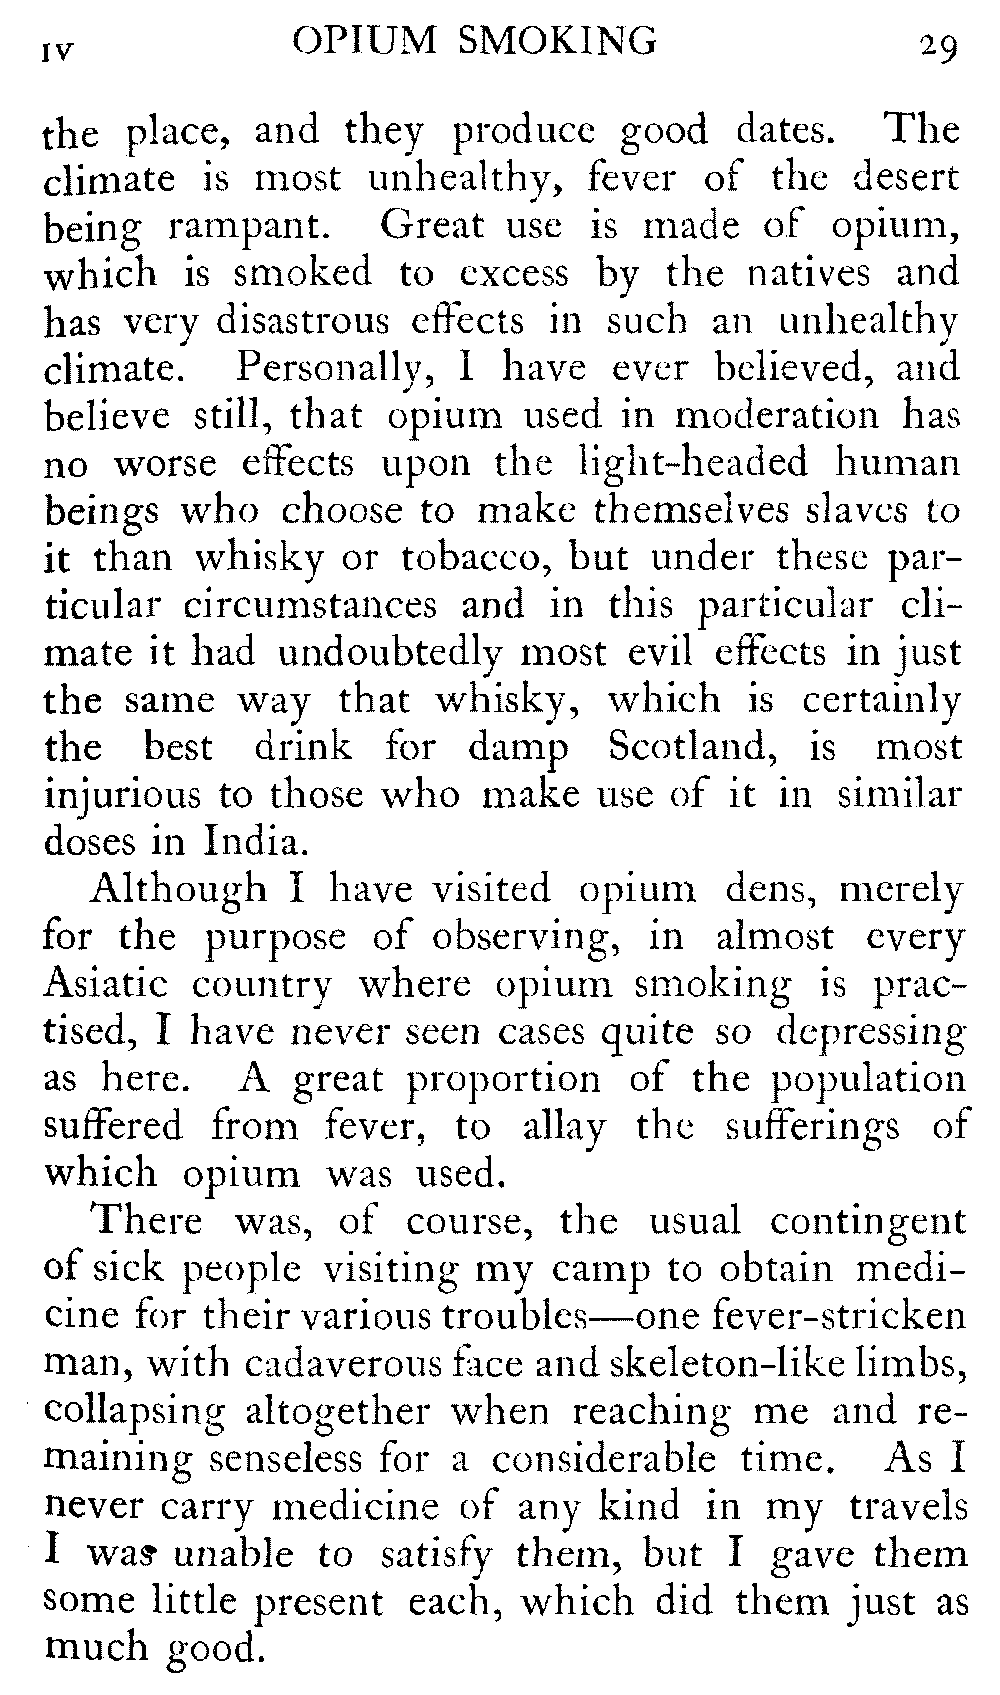 IV OPIUM SMOKING 29
the place, and they produce good dates. The
climate is most unhealthy, fever of the desert
being rampant. Great use is made of opium,
which is smoked to excess by the natives and
has very disastrous effects in such an unhealthy
climate. Personally, I have ever believed, and
believe still, that opium used in moderation has
no worse effects upon the light-headed human
beings who choose to make themselves slaves to
it than whisky or tobacco, but under these par-
ticular circumstances and in this particular cli-
mate it had undoubtedly most evil effects in just
the same way that whisky, which is certainly
the best drink for damp Scotland, is most
injurious to those who make use of it in similar
doses in India.
Although I have visited opium dens, merely
for the purpose of observing, in almost every
Asiatic country where opium smoking is prac-
tised, I have never seen cases quite so depressing
as here. A great proportion of the population
suffered from fever, to allay the sufferings of
which opium was used.
There was, of course, the usual contingent
of sick people visiting my camp to obtain medi-
cine for their various troubles—one fever-stricken
man, with cadaverous face and skeleton-like limbs,
collapsing altogether when reaching me and re-
maining senseless for a considerable time. As I
never carry medicine of any kind in my travels
I was unable to satisfy them, but I gave them
some little present each, which did them just as
much good.